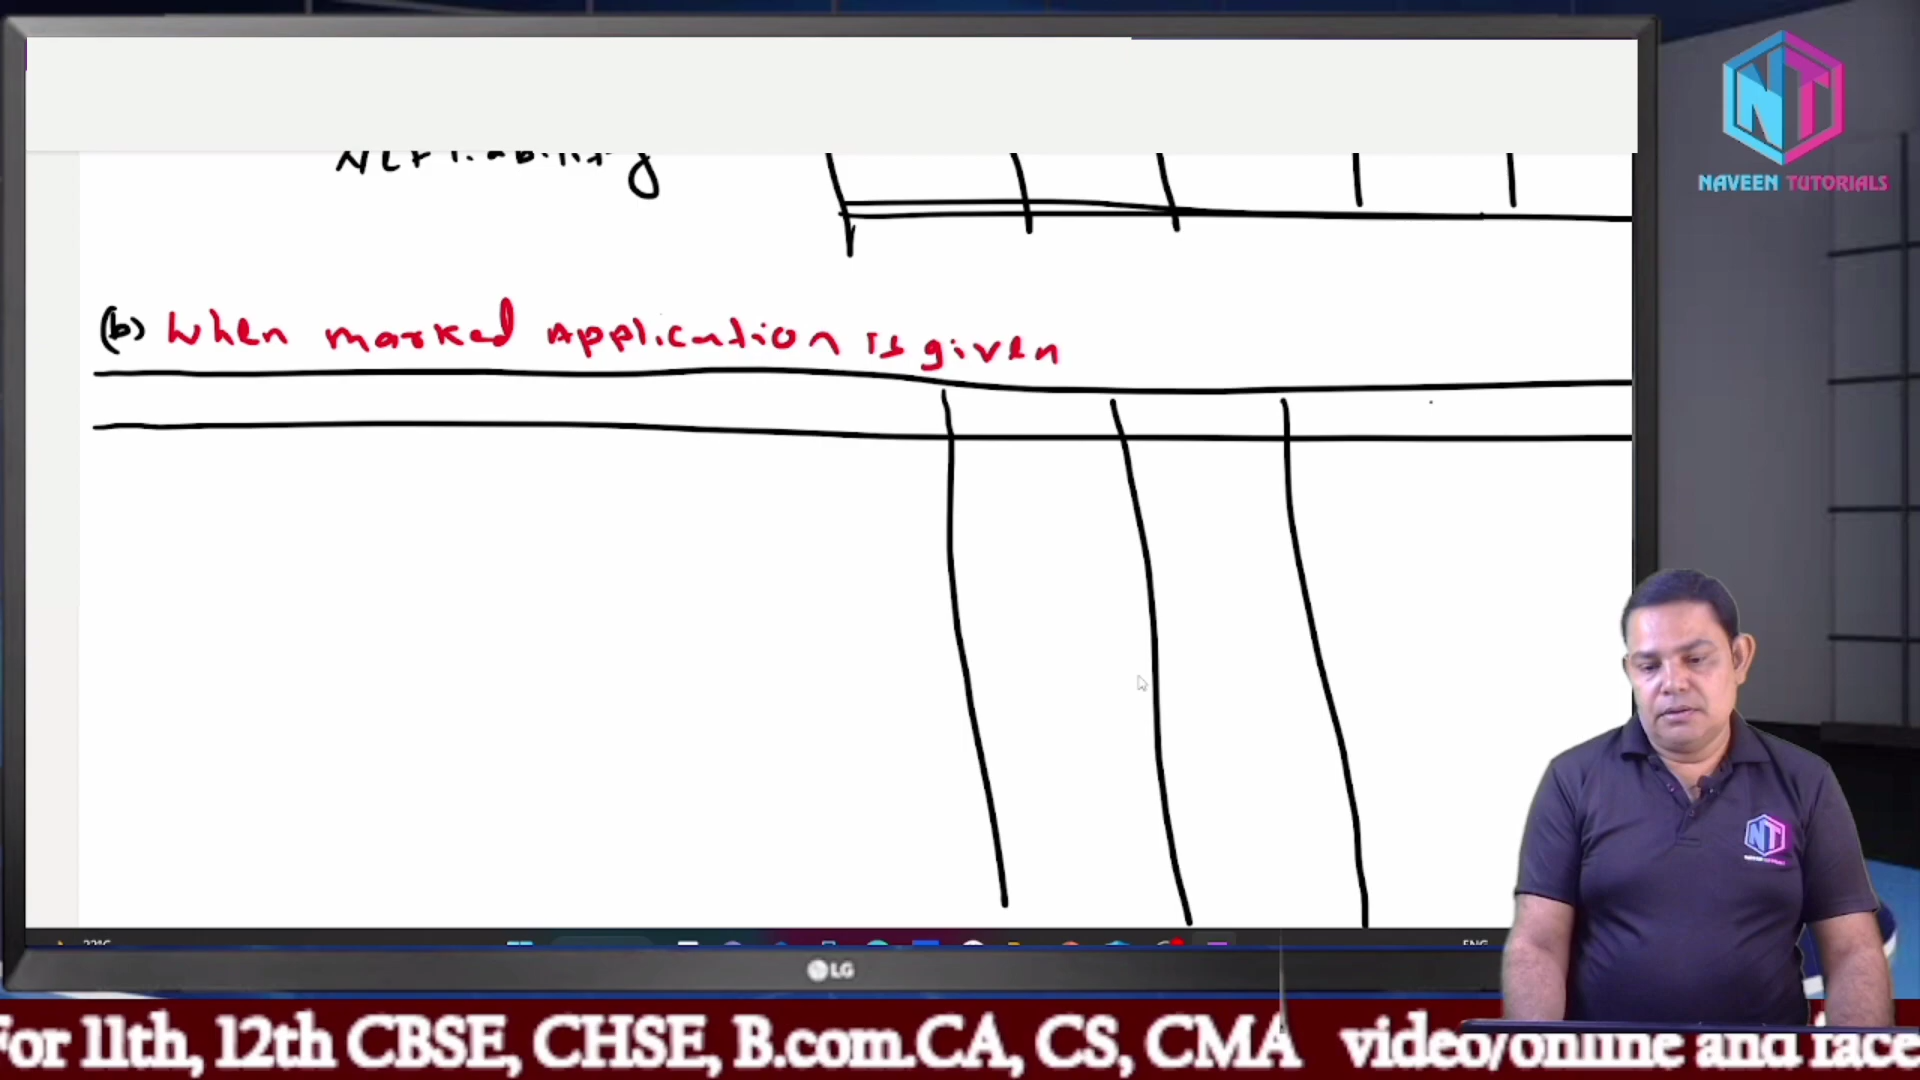 NAVEEN TUTORIALS
(b) When marked Application is given
NT
LG
For 11th, 12th CBSE, CHSE, B.com.CA, CS, CMA video/online and face